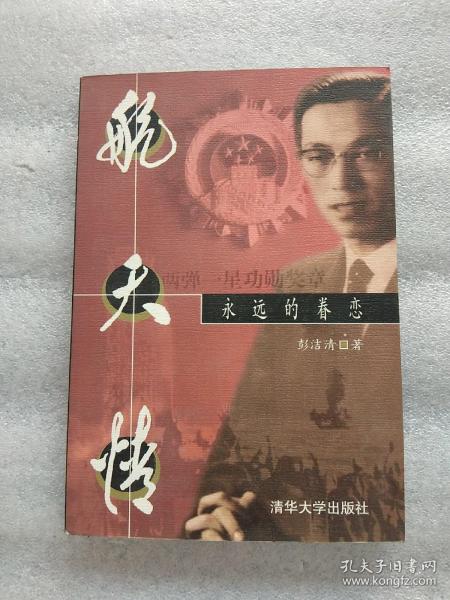 航天情
两弹一星功勋奖章
永远的眷恋
彭洁清 著
清华大学出版社
孔夫子旧书网
www.kongfz.com